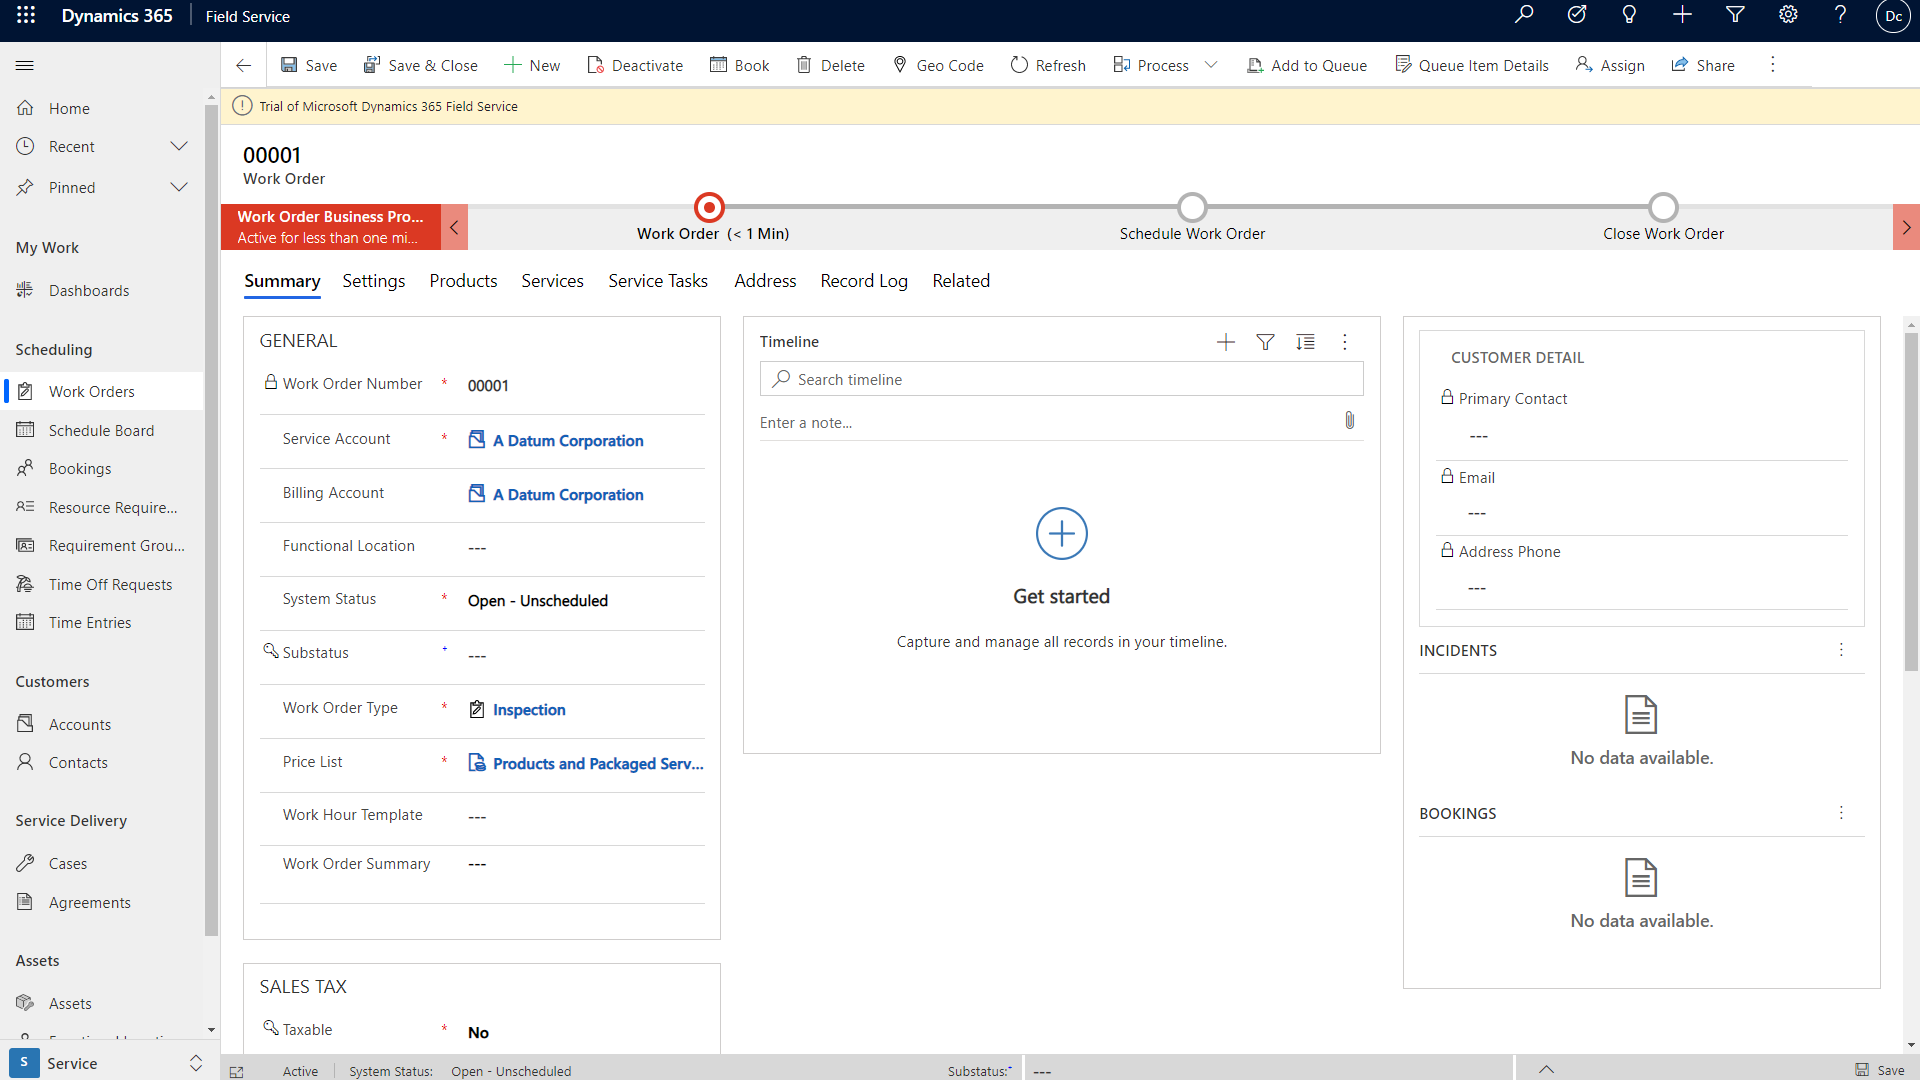 Dynamics 365
Field Service
Dc
Save
Save & Close
New
Deactivate
Book
Delete
Geo Code
Refresh
Process
Add to Queue
Queue Item Details
Assign
Share
Home
Recent
Pinned
My Work
Dashboards
Scheduling
Work Orders
Schedule Board
Bookings
Resource Require...
Requirement Grou...
Time Off Requests
Time Entries
Customers
Accounts
Contacts
Service Delivery
Cases
Agreements
Assets
Assets
S
Service
Trial of Microsoft Dynamics 365 Field Service
00001
Work Order
Work Order Business Pro...
Active for less than one mi...
Work Order (< 1 Min)
Schedule Work Order
Close Work Order
Summary
Settings
Products
Services
Service Tasks
Address
Record Log
Related
GENERAL
Work Order Number * 00001
Service Account * A Datum Corporation
Billing Account * A Datum Corporation
Functional Location ---
System Status * Open - Unscheduled
Substatus + ---
Work Order Type * Inspection
Price List * Products and Packaged Serv...
Work Hour Template ---
Work Order Summary ---
SALES TAX
Taxable * No
Timeline
Search timeline
Enter a note...
Get started
Capture and manage all records in your timeline.
CUSTOMER DETAIL
Primary Contact
---
Email
---
Address Phone
---
INCIDENTS
No data available.
BOOKINGS
No data available.
Active
System Status: Open - Unscheduled
Substatus:+ ---
Save